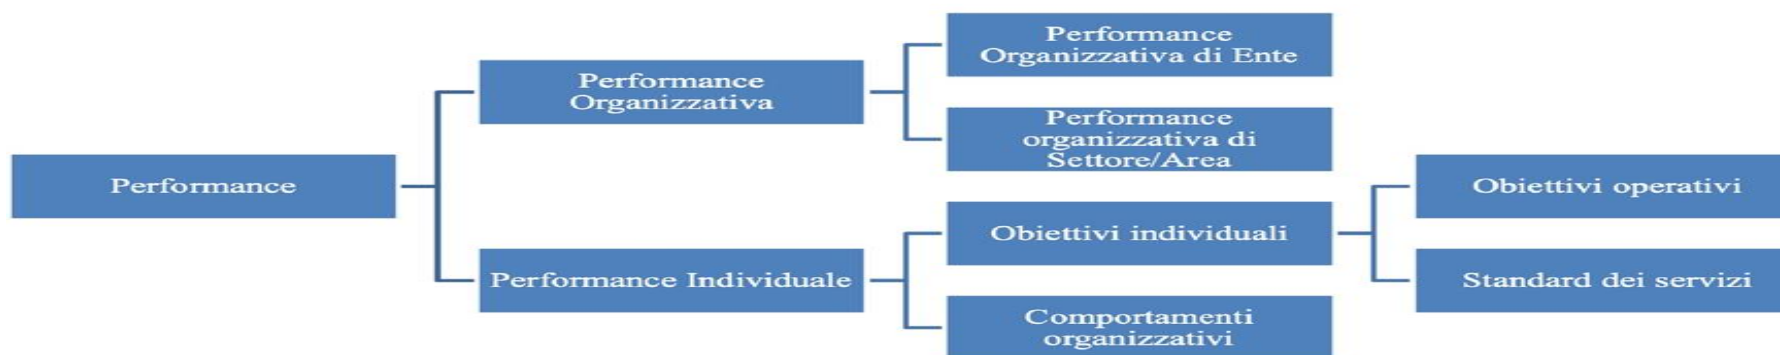 Performance
Performance
Organizzativa
Performance
Organizzativa di Ente
Performance
organizzativa di
Settore/Area
Performance Individuale
Obiettivi individuali
Obiettivi operativi
Standard dei servizi
Comportamenti
organizzativi